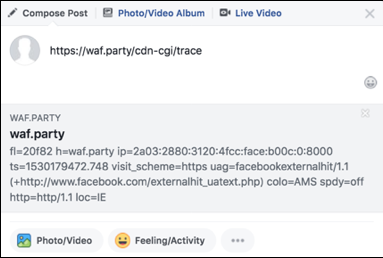 Compose Post Photo/Video Album Live Video
https://waf.party/cdn-cgi/trace
WAF.PARTY
waf.party
fl=20f82 h=waf.party ip=2a03:2880:3120:4fcc:face:b00c:0:8000
ts=1530179472.748 visit_scheme=https uag=facebookexternalhit/1.1
(+http://www.facebook.com/externalhit_uatext.php) colo=AMS spdy=off
http=http/1.1 loc=IE
Photo/Video Feeling/Activity